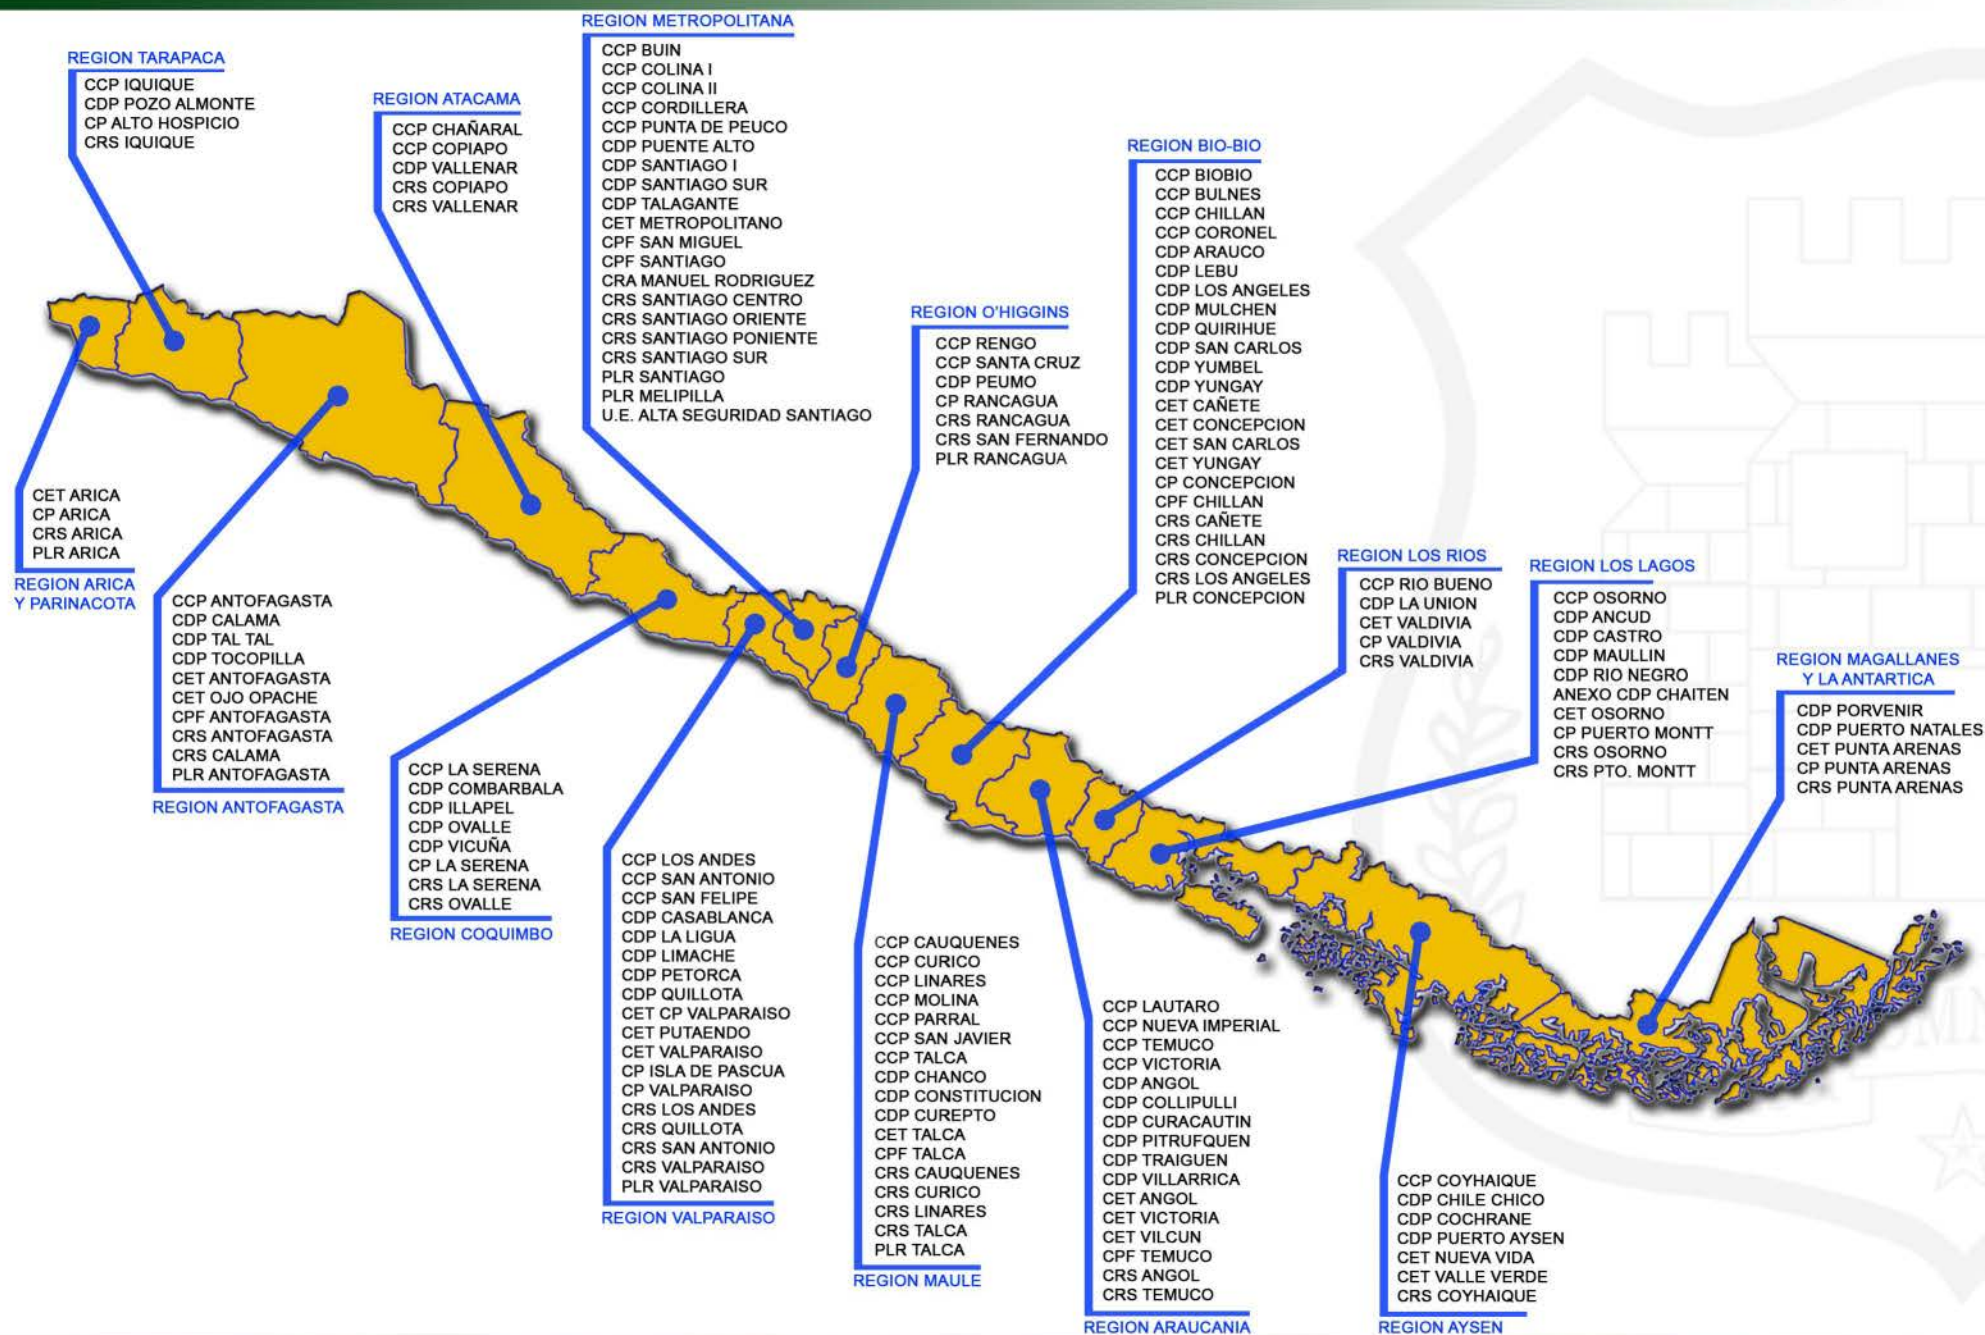 REGION TARAPACA
CCP IQUIQUE
CDP POZO ALMONTE
CP ALTO HOSPICIO
CRS IQUIQUE
REGION ATACAMA
CCP CHAÑARAL
CCP COPIAPO
CDP VALLENAR
CRS COPIAPO
CRS VALLENAR
REGION METROPOLITANA
CCP BUIN
CCP COLINA I
CCP COLINA II
CCP CORDILLERA
CCP PUNTA DE PEUCO
CDP PUENTE ALTO
CDP SANTIAGO I
CDP SANTIAGO SUR
CDP TALAGANTE
CET METROPOLITANO
CPF SAN MIGUEL
CPF SANTIAGO
CRA MANUEL RODRIGUEZ
CRS SANTIAGO CENTRO
CRS SANTIAGO ORIENTE
CRS SANTIAGO PONIENTE
CRS SANTIAGO SUR
PLR SANTIAGO
PLR MELIPILLA
U.E. ALTA SEGURIDAD SANTIAGO
REGION O'HIGGINS
CCP RENGO
CCP SANTA CRUZ
CDP PEUMO
CP RANCAGUA
CRS RANCAGUA
CRS SAN FERNANDO
PLR RANCAGUA
REGION BIO-BIO
CCP BIOBIO
CCP BULNES
CCP CHILLAN
CCP CORONEL
CDP ARAUCO
CDP LEBU
CDP LOS ANGELES
CDP MULCHEN
CDP QUIRIHUE
CDP SAN CARLOS
CDP YUMBEL
CDP YUNGAY
CET CAÑETE
CET CONCEPCION
CET SAN CARLOS
CET YUNGAY
CP CONCEPCION
CPF CHILLAN
CRS CAÑETE
CRS CHILLAN
CRS CONCEPCION
CRS LOS ANGELES
PLR CONCEPCION
REGION LOS RIOS
CCP RIO BUENO
CDP LA UNION
CET VALDIVIA
CP VALDIVIA
CRS VALDIVIA
REGION LOS LAGOS
CCP OSORNO
CDP ANCUD
CDP CASTRO
CDP MAULLIN
CDP RIO NEGRO
ANEXO CDP CHAITEN
CET OSORNO
CP PUERTO MONTT
CRS OSORNO
CRS PTO. MONTT
REGION MAGALLANES
Y LA ANTARTICA
CDP PORVENIR
CDP PUERTO NATALES
CET PUNTA ARENAS
CP PUNTA ARENAS
CRS PUNTA ARENAS
CET ARICA
CP ARICA
CRS ARICA
PLR ARICA
REGION ARICA
Y PARINACOTA
CCP ANTOFAGASTA
CDP CALAMA
CDP TAL TAL
CDP TOCOPILLA
CET ANTOFAGASTA
CET OJO OPACHE
CPF ANTOFAGASTA
CRS ANTOFAGASTA
CRS CALAMA
PLR ANTOFAGASTA
REGION ANTOFAGASTA
CCP LA SERENA
CDP COMBARBALA
CDP ILLAPEL
CDP OVALLE
CDP VICUÑA
CP LA SERENA
CRS LA SERENA
CRS OVALLE
REGION COQUIMBO
CCP LOS ANDES
CCP SAN ANTONIO
CCP SAN FELIPE
CDP CASABLANCA
CDP LA LIGUA
CDP LIMACHE
CDP PETORCA
CDP QUILLOTA
CET CP VALPARAISO
CET PUTAENDO
CET VALPARAISO
CP ISLA DE PASCUA
CP VALPARAISO
CRS LOS ANDES
CRS QUILLOTA
CRS SAN ANTONIO
CRS VALPARAISO
PLR VALPARAISO
REGION VALPARAISO
CCP CAUQUENES
CCP CURICO
CCP LINARES
CCP MOLINA
CCP PARRAL
CCP SAN JAVIER
CCP TALCA
CDP CHANCO
CDP CONSTITUCION
CDP CUREPTO
CET TALCA
CPF TALCA
CRS CAUQUENES
CRS CURICO
CRS LINARES
CRS TALCA
PLR TALCA
REGION MAULE
CCP LAUTARO
CCP NUEVA IMPERIAL
CCP TEMUCO
CCP VICTORIA
CDP ANGOL
CDP COLLIPULLI
CDP CURACAUTIN
CDP PITRUFQUEN
CDP TRAIGUEN
CDP VILLARRICA
CET ANGOL
CET VICTORIA
CET VILCUN
CPF TEMUCO
CRS ANGOL
CRS TEMUCO
REGION ARAUCANIA
CCP COYHAIQUE
CDP CHILE CHICO
CDP COCHRANE
CDP PUERTO AYSEN
CET NUEVA VIDA
CET VALLE VERDE
CRS COYHAIQUE
REGION AYSEN